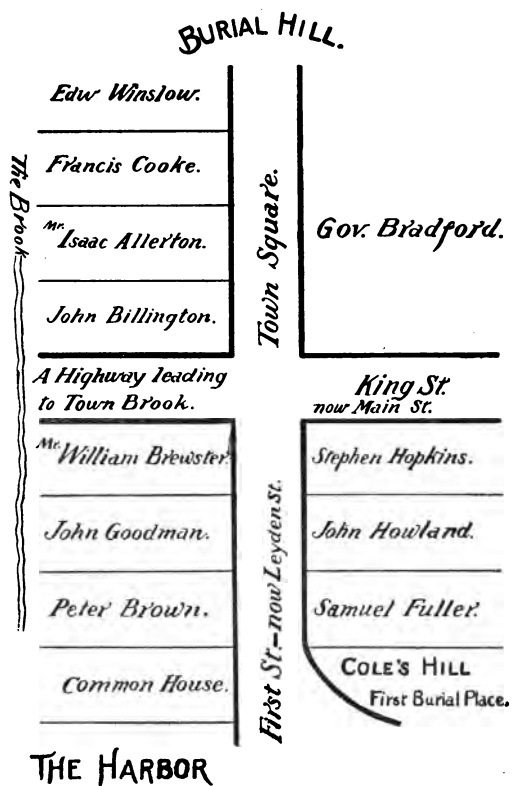 BURIAL HILL.
Edw Winslow.
Francis Cooke.
Mr. Isaac Allerton.
John Billington.
The Brook
Town Square.
Gov. Bradford.
A Highway leading
to Town Brook.
King St.
now Main St.
Mr. William Brewster.
John Goodman.
Peter Brown.
Common House.
First St.-now Leyden St.
Stephen Hopkins.
John Howland.
Samuel Fuller.
COLE'S HILL
First Burial Place.
THE HARBOR